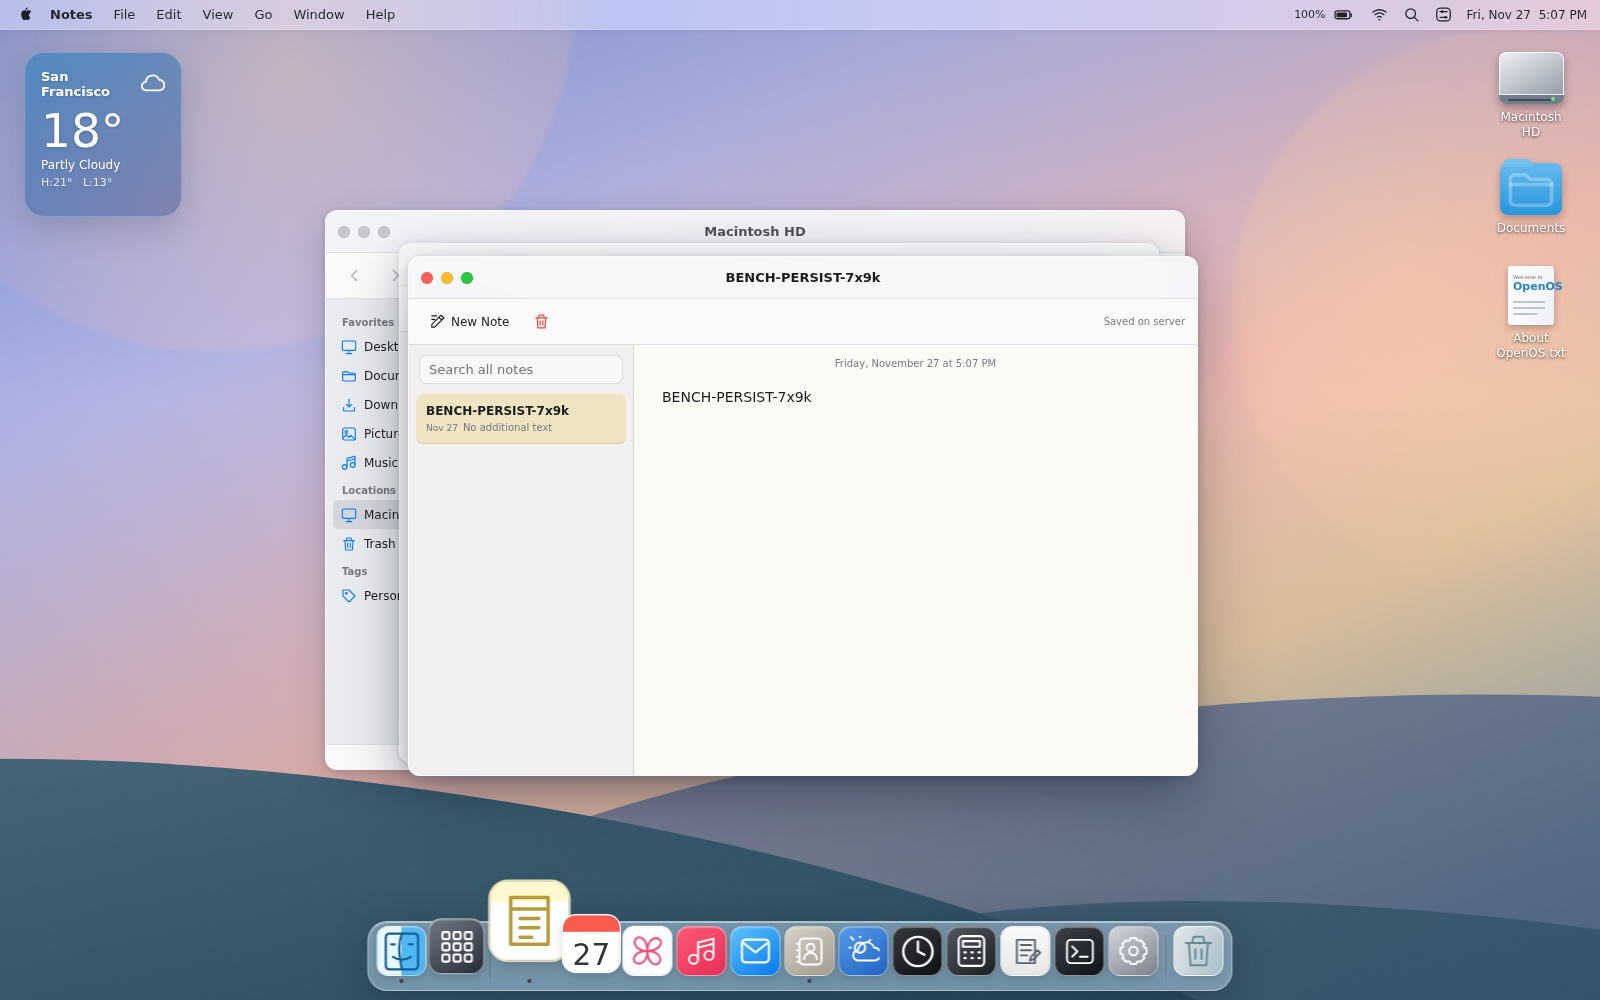 Notes File Edit View Go Window Help
100% Fri, Nov 27 5:07 PM
San Francisco
18°
Partly Cloudy
H:21° L:13°
Macintosh HD
Documents
Welcome to
OpenOS
About OpenOS.txt
Macintosh HD
Favorites
Deskt
Docur
Down
Pictur
Music
Locations
Macin
Trash
Tags
Person
BENCH-PERSIST-7x9k
New Note
Saved on server
Search all notes
BENCH-PERSIST-7x9k
Nov 27 No additional text
Friday, November 27 at 5:07 PM
BENCH-PERSIST-7x9k
27